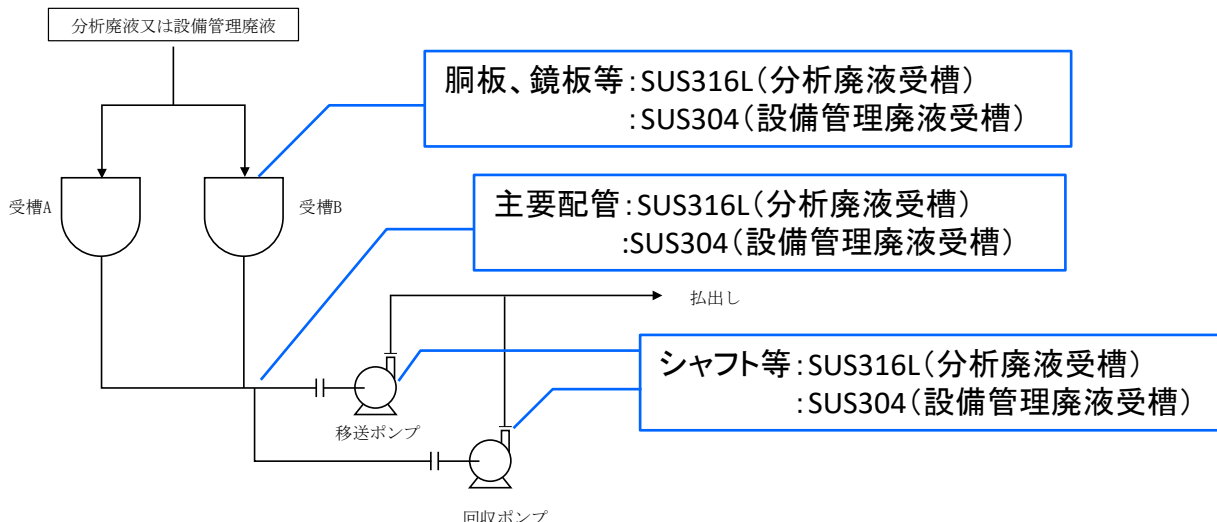 分析廃液又は設備管理廃液
胴板、鏡板等:SUS316L(分析廃液受槽)
:SUS304(設備管理廃液受槽)
受槽A
受槽B
主要配管:SUS316L(分析廃液受槽)
:SUS304(設備管理廃液受槽)
払出し
シャフト等:SUS316L(分析廃液受槽)
:SUS304(設備管理廃液受槽)
移送ポンプ
回収ポンプ